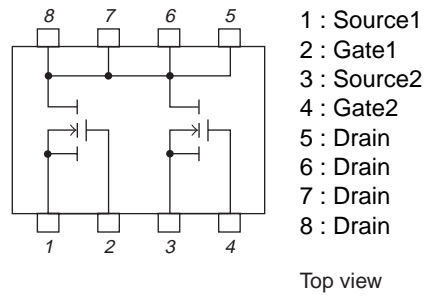 8 7 6 5
1 2 3 4
1 : Source1
2 : Gate1
3 : Source2
4 : Gate2
5 : Drain
6 : Drain
7 : Drain
8 : Drain
Top view